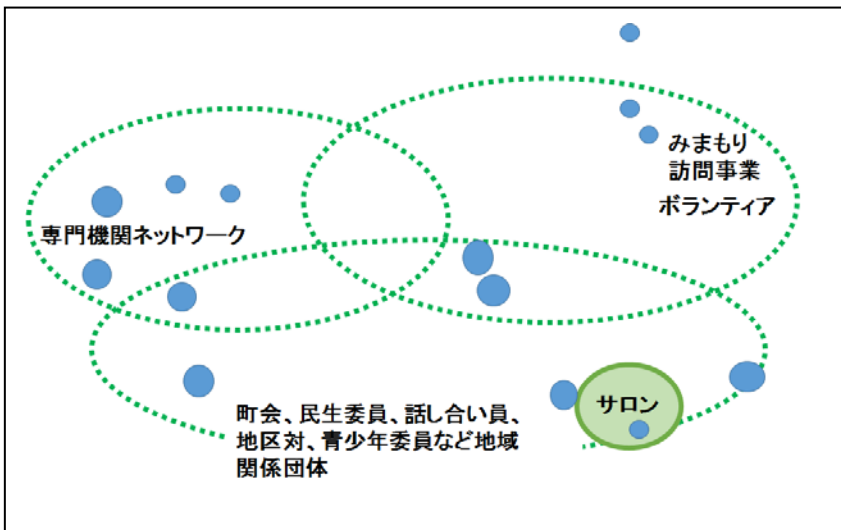 みまもり
訪問事業
ボランティア
専門機関ネットワーク
サロン
町会、民生委員、話し合い員、
地区対、青少年委員など地域
関係団体